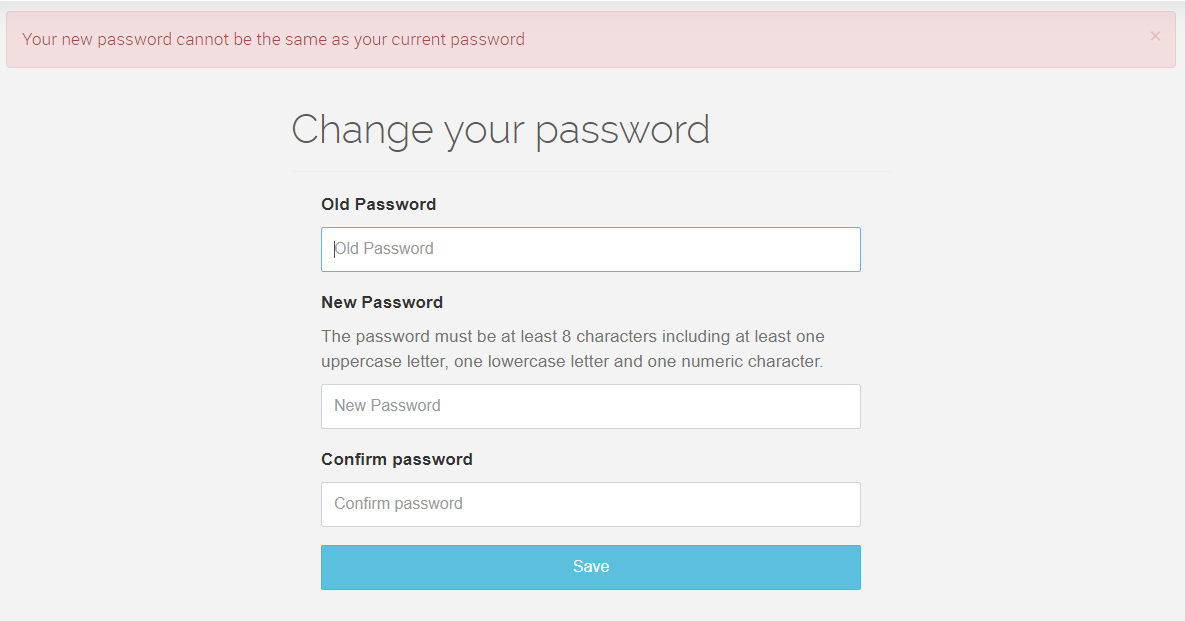 Your new password cannot be the same as your current password
×
Change your password
Old Password
Old Password
New Password
The password must be at least 8 characters including at least one
uppercase letter, one lowercase letter and one numeric character.
New Password
Confirm password
Confirm password
Save